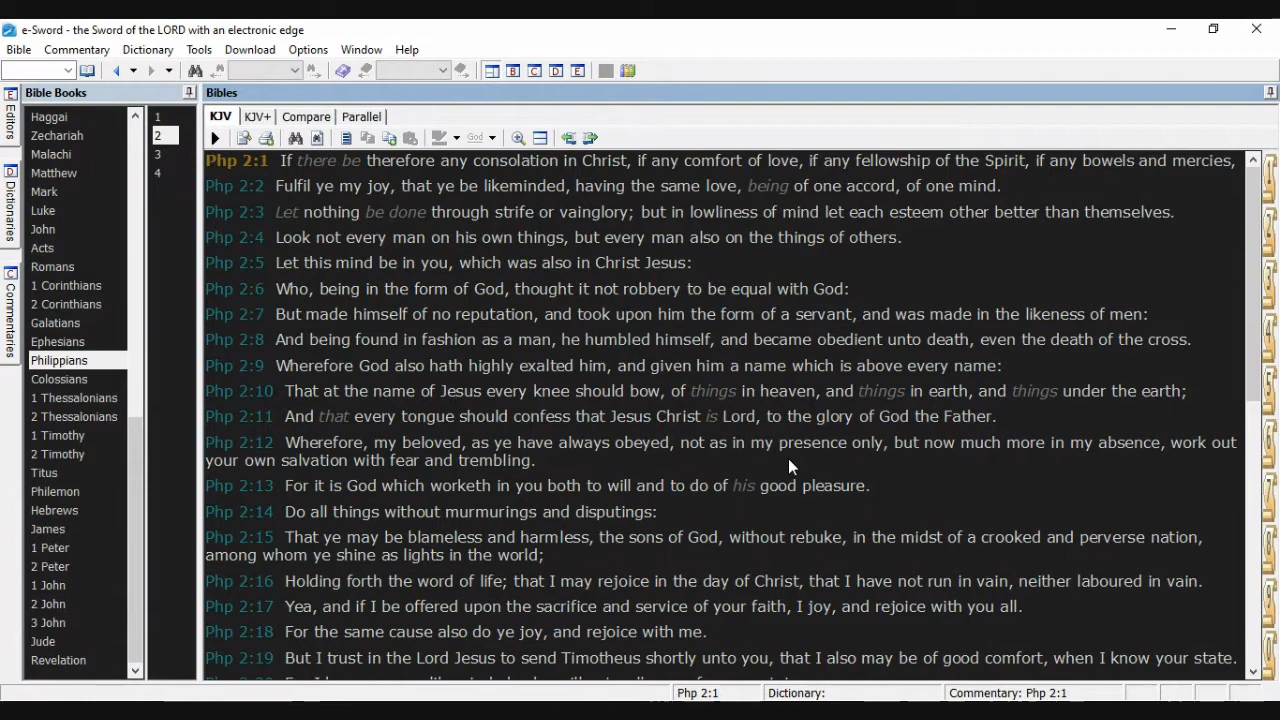 e-Sword - the Sword of the LORD with an electronic edge
Bible Commentary Dictionary Tools Download Options Window Help
B C D E
Bible Books
Bibles
E Editors
D Dictionaries
C Commentaries
Haggai
Zechariah
Malachi
Matthew
Mark
Luke
John
Acts
Romans
1 Corinthians
2 Corinthians
Galatians
Ephesians
Philippians
Colossians
1 Thessalonians
2 Thessalonians
1 Timothy
2 Timothy
Titus
Philemon
Hebrews
James
1 Peter
2 Peter
1 John
2 John
3 John
Jude
Revelation
1
2
3
4
KJV KJV+ Compare Parallel
God
Php 2:1 If there be therefore any consolation in Christ, if any comfort of love, if any fellowship of the Spirit, if any bowels and mercies,
Php 2:2 Fulfil ye my joy, that ye be likeminded, having the same love, being of one accord, of one mind.
Php 2:3 Let nothing be done through strife or vainglory; but in lowliness of mind let each esteem other better than themselves.
Php 2:4 Look not every man on his own things, but every man also on the things of others.
Php 2:5 Let this mind be in you, which was also in Christ Jesus:
Php 2:6 Who, being in the form of God, thought it not robbery to be equal with God:
Php 2:7 But made himself of no reputation, and took upon him the form of a servant, and was made in the likeness of men:
Php 2:8 And being found in fashion as a man, he humbled himself, and became obedient unto death, even the death of the cross.
Php 2:9 Wherefore God also hath highly exalted him, and given him a name which is above every name:
Php 2:10 That at the name of Jesus every knee should bow, of things in heaven, and things in earth, and things under the earth;
Php 2:11 And that every tongue should confess that Jesus Christ is Lord, to the glory of God the Father.
Php 2:12 Wherefore, my beloved, as ye have always obeyed, not as in my presence only, but now much more in my absence, work out
your own salvation with fear and trembling.
Php 2:13 For it is God which worketh in you both to will and to do of his good pleasure.
Php 2:14 Do all things without murmurings and disputings:
Php 2:15 That ye may be blameless and harmless, the sons of God, without rebuke, in the midst of a crooked and perverse nation,
among whom ye shine as lights in the world;
Php 2:16 Holding forth the word of life; that I may rejoice in the day of Christ, that I have not run in vain, neither laboured in vain.
Php 2:17 Yea, and if I be offered upon the sacrifice and service of your faith, I joy, and rejoice with you all.
Php 2:18 For the same cause also do ye joy, and rejoice with me.
Php 2:19 But I trust in the Lord Jesus to send Timotheus shortly unto you, that I also may be of good comfort, when I know your state.
1
2
3
4
5
6
7
8
9
Php 2:1 Dictionary: Commentary: Php 2:1